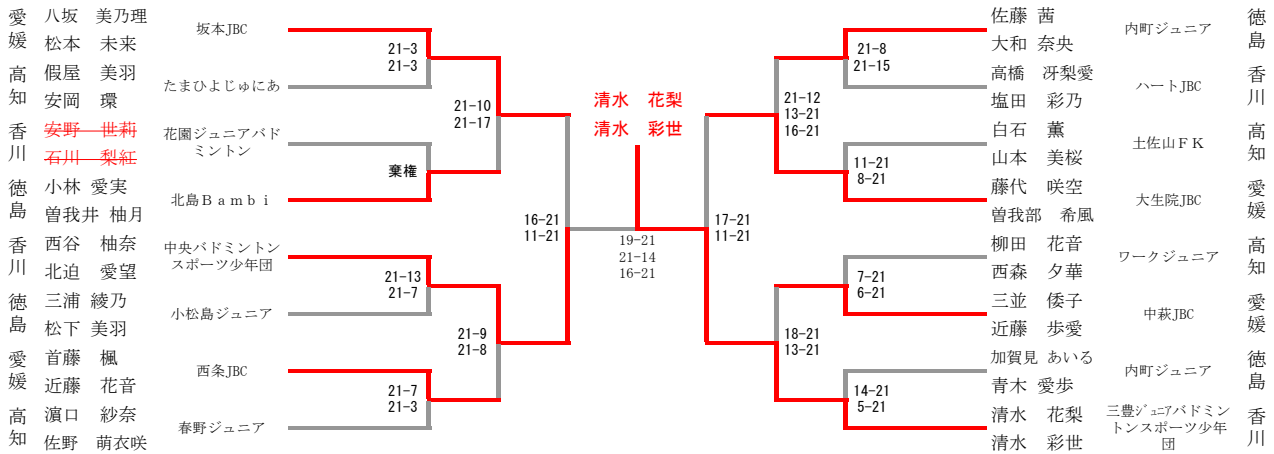 愛媛
八坂　美乃理
松本　未来
坂本JBC
高知
假屋　美羽
安岡　環
たまひよじゅにあ
香川
安野　世莉
石川　梨紅
花園ジュニアバド
ミントン
徳島
小林 愛実
曽我井 柚月
北島Ｂａｍｂｉ
香川
西谷　柚奈
北迫　愛望
中央バドミントン
スポーツ少年団
徳島
三浦 綾乃
松下 美羽
小松島ジュニア
愛媛
首藤　楓
近藤　花音
西条JBC
高知
濵口　紗奈
佐野　萌衣咲
春野ジュニア
21-3
21-3
棄権
21-13
21-7
21-7
21-3
21-10
21-17
21-9
21-8
16-21
11-21
清水　花梨
清水　彩世
19-21
21-14
16-21
17-21
11-21
21-12
13-21
16-21
18-21
13-21
21-8
21-15
11-21
8-21
7-21
6-21
14-21
5-21
佐藤 茜
大和 奈央
内町ジュニア
徳島
高橋　冴梨愛
塩田　彩乃
ハートJBC
香川
白石　薫
山本　美桜
土佐山ＦＫ
高知
藤代　咲空
曽我部　希風
大生院JBC
愛媛
柳田　花音
西森　夕華
ワークジュニア
高知
三並　倭子
近藤　歩愛
中萩JBC
愛媛
加賀見 あいる
青木 愛歩
内町ジュニア
徳島
清水　花梨
清水　彩世
三豊ｼﾞｭﾆｱバドミン
トンスポーツ少年
団
香川